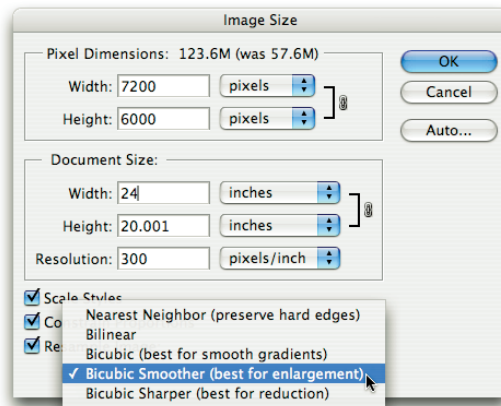 Image Size
Pixel Dimensions: 123.6M (was 57.6M)
Width: 7200 pixels
Height: 6000 pixels
OK
Cancel
Auto...
Document Size:
Width: 24 inches
Height: 20.001 inches
Resolution: 300 pixels/inch
Scale Styles
Nearest Neighbor (preserve hard edges)
Bilinear
Bicubic (best for smooth gradients)
✓ Bicubic Smoother (best for enlargement)
Bicubic Sharper (best for reduction)